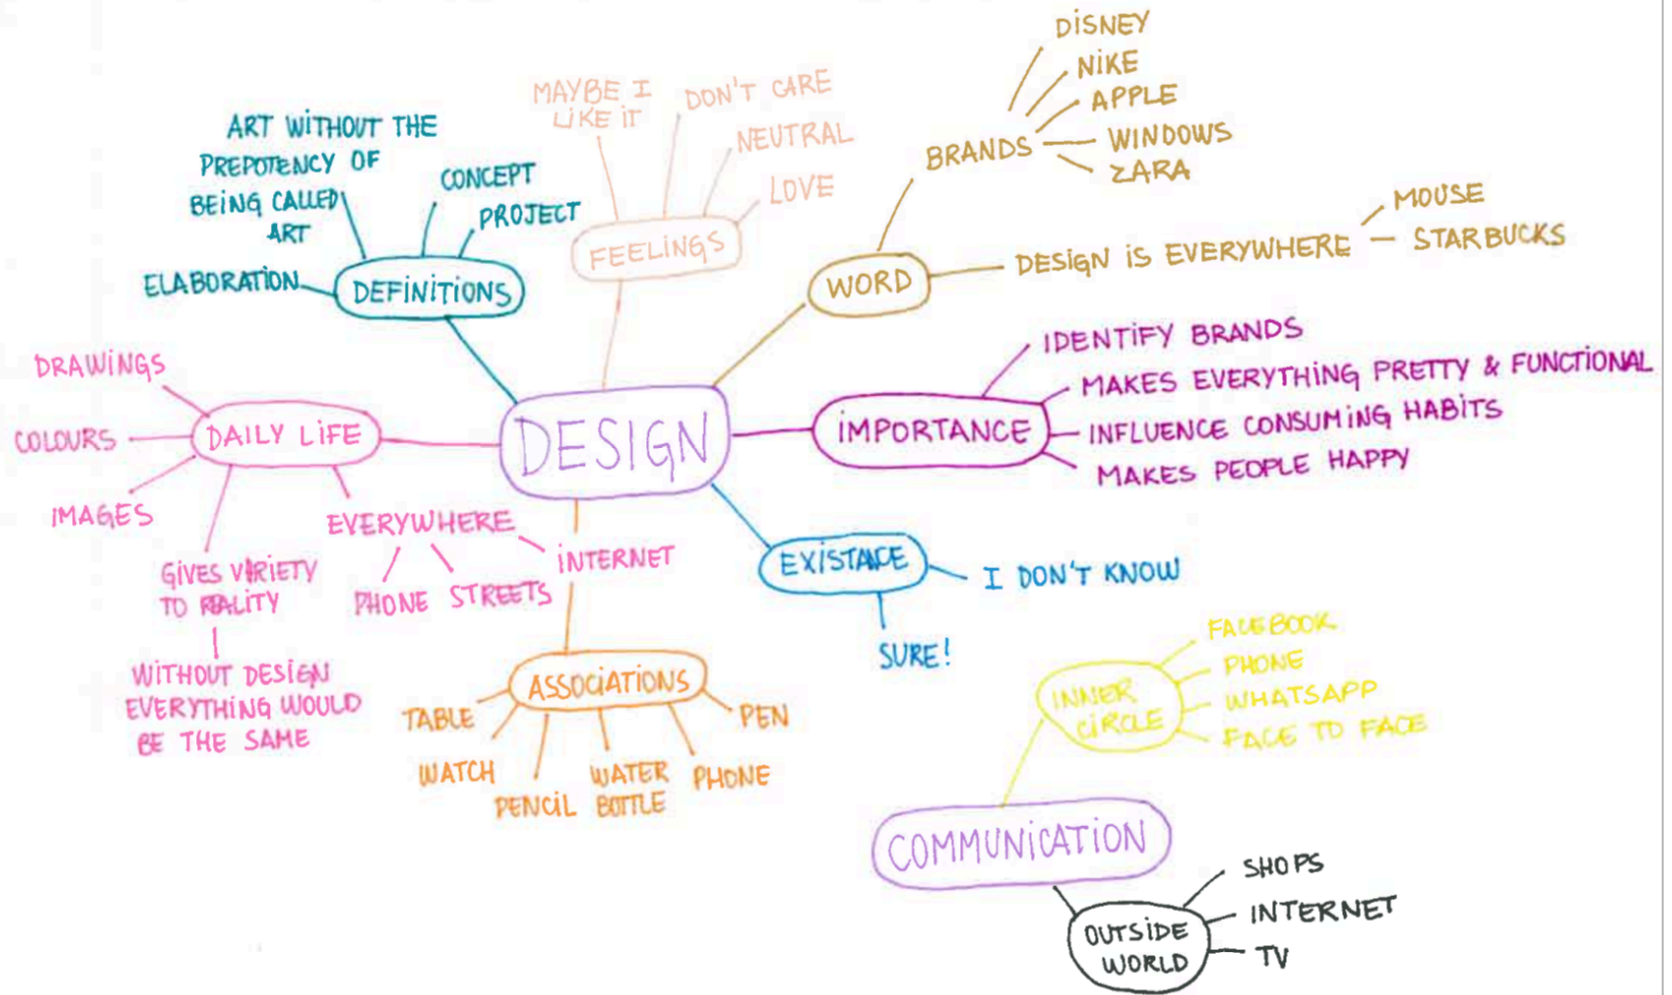 DISNEY
NIKE
APPLE
WINDOWS
ZARA
BRANDS
MOUSE
STARBUCKS
DESIGN IS EVERYWHERE
WORD
MAYBE I
LIKE IT
DON'T CARE
NEUTRAL
LOVE
FEELINGS
ART WITHOUT THE
PREPOTENCY OF
BEING CALLED
ART
CONCEPT
PROJECT
ELABORATION
DEFINITIONS
DESIGN
IMPORTANCE
IDENTIFY BRANDS
MAKES EVERYTHING PRETTY & FUNCTIONAL
INFLUENCE CONSUMING HABITS
MAKES PEOPLE HAPPY
DRAWINGS
COLOURS
IMAGES
DAILY LIFE
EVERYWHERE
INTERNET
PHONE
STREETS
GIVES VARIETY
TO REALITY
WITHOUT DESIGN
EVERYTHING WOULD
BE THE SAME
EXISTANCE
I DON'T KNOW
SURE!
ASSOCIATIONS
TABLE
WATCH
PENCIL
WATER
BOTTLE
PHONE
PEN
INNER
CIRCLE
FACEBOOK
PHONE
WHATSAPP
FACE TO FACE
COMMUNICATION
OUTSIDE
WORLD
SHOPS
INTERNET
TV